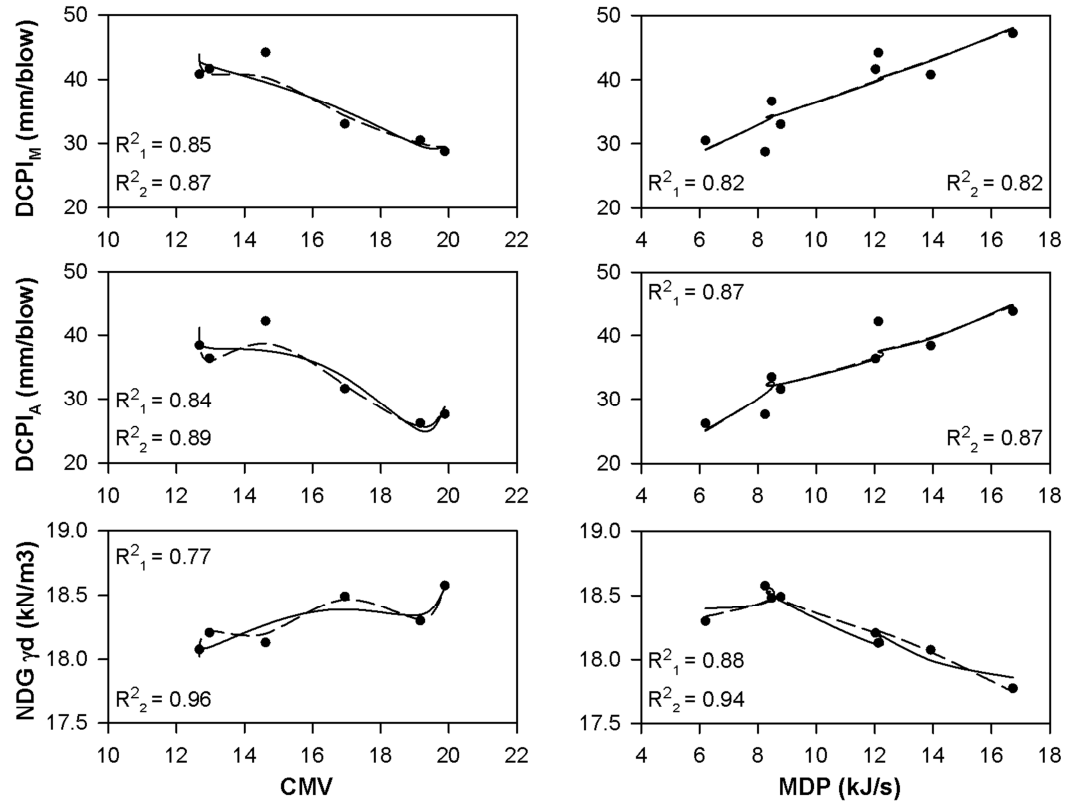 DCPI_M (mm/blow)
50
40
30
20
R²₁ = 0.85
R²₂ = 0.87
10 12 14 16 18 20 22
50
40
30
20
R²₁ = 0.82
R²₂ = 0.82
4 6 8 10 12 14 16 18
DCPI_A (mm/blow)
50
40
30
20
R²₁ = 0.84
R²₂ = 0.89
10 12 14 16 18 20 22
50
40
30
20
R²₁ = 0.87
R²₂ = 0.87
4 6 8 10 12 14 16 18
NDG γd (kN/m3)
19.0
18.5
18.0
17.5
R²₁ = 0.77
R²₂ = 0.96
10 12 14 16 18 20 22
CMV
19.0
18.5
18.0
17.5
R²₁ = 0.88
R²₂ = 0.94
4 6 8 10 12 14 16 18
MDP (kJ/s)